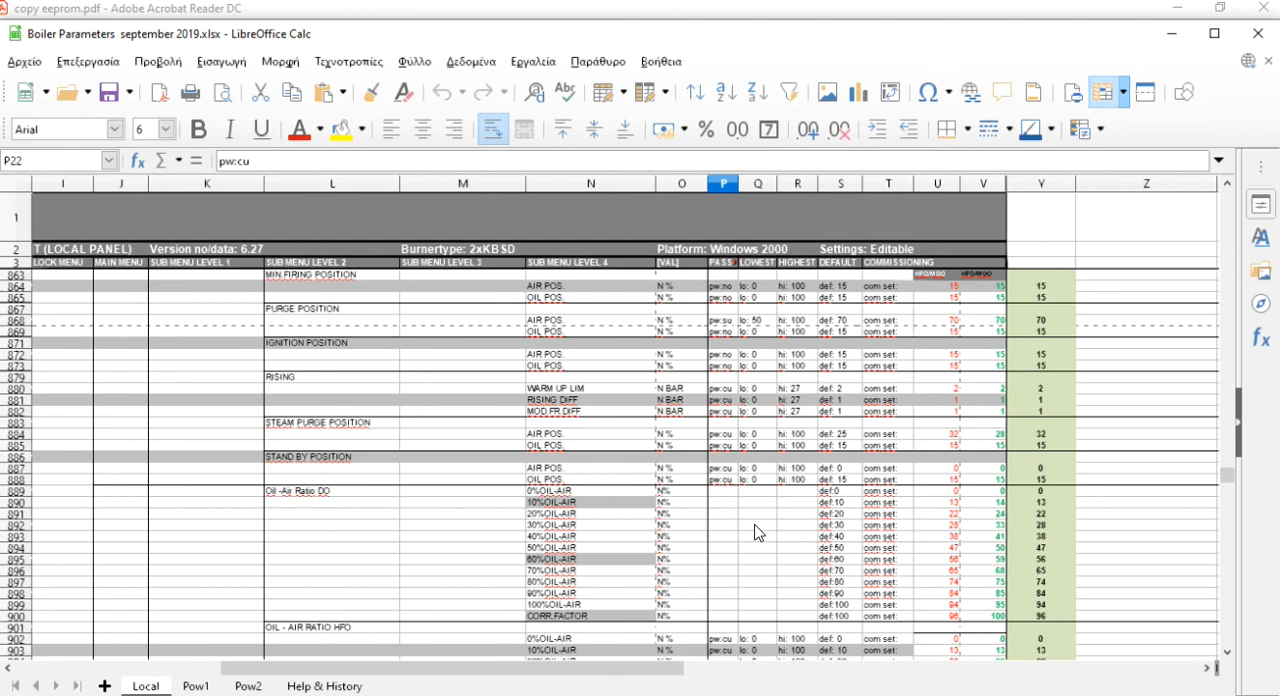 copy eeprom.pdf - Adobe Acrobat Reader DC
Boiler Parameters september 2019.xlsx - LibreOffice Calc
Αρχείο Επεξεργασία Προβολή Εισαγωγή Μορφή Τεχνοτροπίες Φύλλο Δεδομένα Εργαλεία Παράθυρο Βοήθεια
Arial 6
P22 pw:cu
I J K L M N O P Q R S T U V Y Z
1
2 T (LOCAL PANEL) Version no/data: 6.27 Burnertype: 2xKBSD Platform: Windows 2000 Settings: Editable
3 LOCK MENU MAIN MENU SUB MENU LEVEL 1 SUB MENU LEVEL 2 SUB MENU LEVEL 3 SUB MENU LEVEL 4 [VAL] PASS LOWEST HIGHEST DEFAULT COMMISSIONING
863 MIN.FIRING POSITION HFO/MGO HFO/MGO
864 AIR POS. N % pw:no lo: 0 hi: 100 def: 15 com set: 15 15 15
865 OIL POS. N % pw:no lo: 0 hi: 100 def: 15 com set: 15 15 15
867 PURGE POSITION
868 AIR POS. N % pw:su lo: 50 hi: 100 def: 70 com set: 70 70 70
869 OIL POS. N % pw:no lo: 0 hi: 100 def: 15 com set: 15 15 15
871 IGNITION POSITION
872 AIR POS. N % pw:no lo: 0 hi: 100 def: 15 com set: 15 15 15
873 OIL POS. N % pw:no lo: 0 hi: 100 def: 15 com set: 15 15 15
879 RISING
880 WARM UP LIM N BAR pw:cu lo: 0 hi: 27 def: 2 com set: 2 2 2
881 RISING DIFF N BAR pw:cu lo: 0 hi: 27 def: 1 com set: 1 1 1
882 MOD.FR.DIFF N BAR pw:cu lo: 0 hi: 27 def: 1 com set: 1 1 1
883 STEAM PURGE POSITION
884 AIR POS. N % pw:cu lo: 0 hi: 100 def: 25 com set: 32 28 32
885 OIL POS. N % pw:cu lo: 0 hi: 100 def: 15 com set: 15 15 15
886 STAND BY POSITION
887 AIR POS. N % pw:cu lo: 0 hi: 100 def: 0 com set: 0 0 0
888 OIL POS. N % pw:cu lo: 0 hi: 100 def: 15 com set: 15 15 15
889 Oil -Air Ratio DO 0%OIL-AIR N% def:0 com set: 0 0 0
890 10%OIL-AIR N% def:10 com set: 13 14 13
891 20%OIL-AIR N% def:20 com set: 22 24 22
892 30%OIL-AIR N% def:30 com set: 28 33 28
893 40%OIL-AIR N% def:40 com set: 38 41 38
894 50%OIL-AIR N% def:50 com set: 47 50 47
895 60%OIL-AIR N% def:60 com set: 56 59 56
896 70%OIL-AIR N% def:70 com set: 65 68 65
897 80%OIL-AIR N% def:80 com set: 74 75 74
898 90%OIL-AIR N% def:90 com set: 84 85 84
899 100%OIL-AIR N% def:100 com set: 94 95 94
900 CORR.FACTOR N% def:100 com set: 96 100 96
901 OIL - AIR RATIO HFO
902 0%OIL-AIR N % pw:cu lo: 0 hi: 100 def: 0 com set: 0 0 0
903 10%OIL-AIR N % pw:cu lo: 0 hi: 100 def: 10 com set: 13 13 13
Local Pow1 Pow2 Help & History